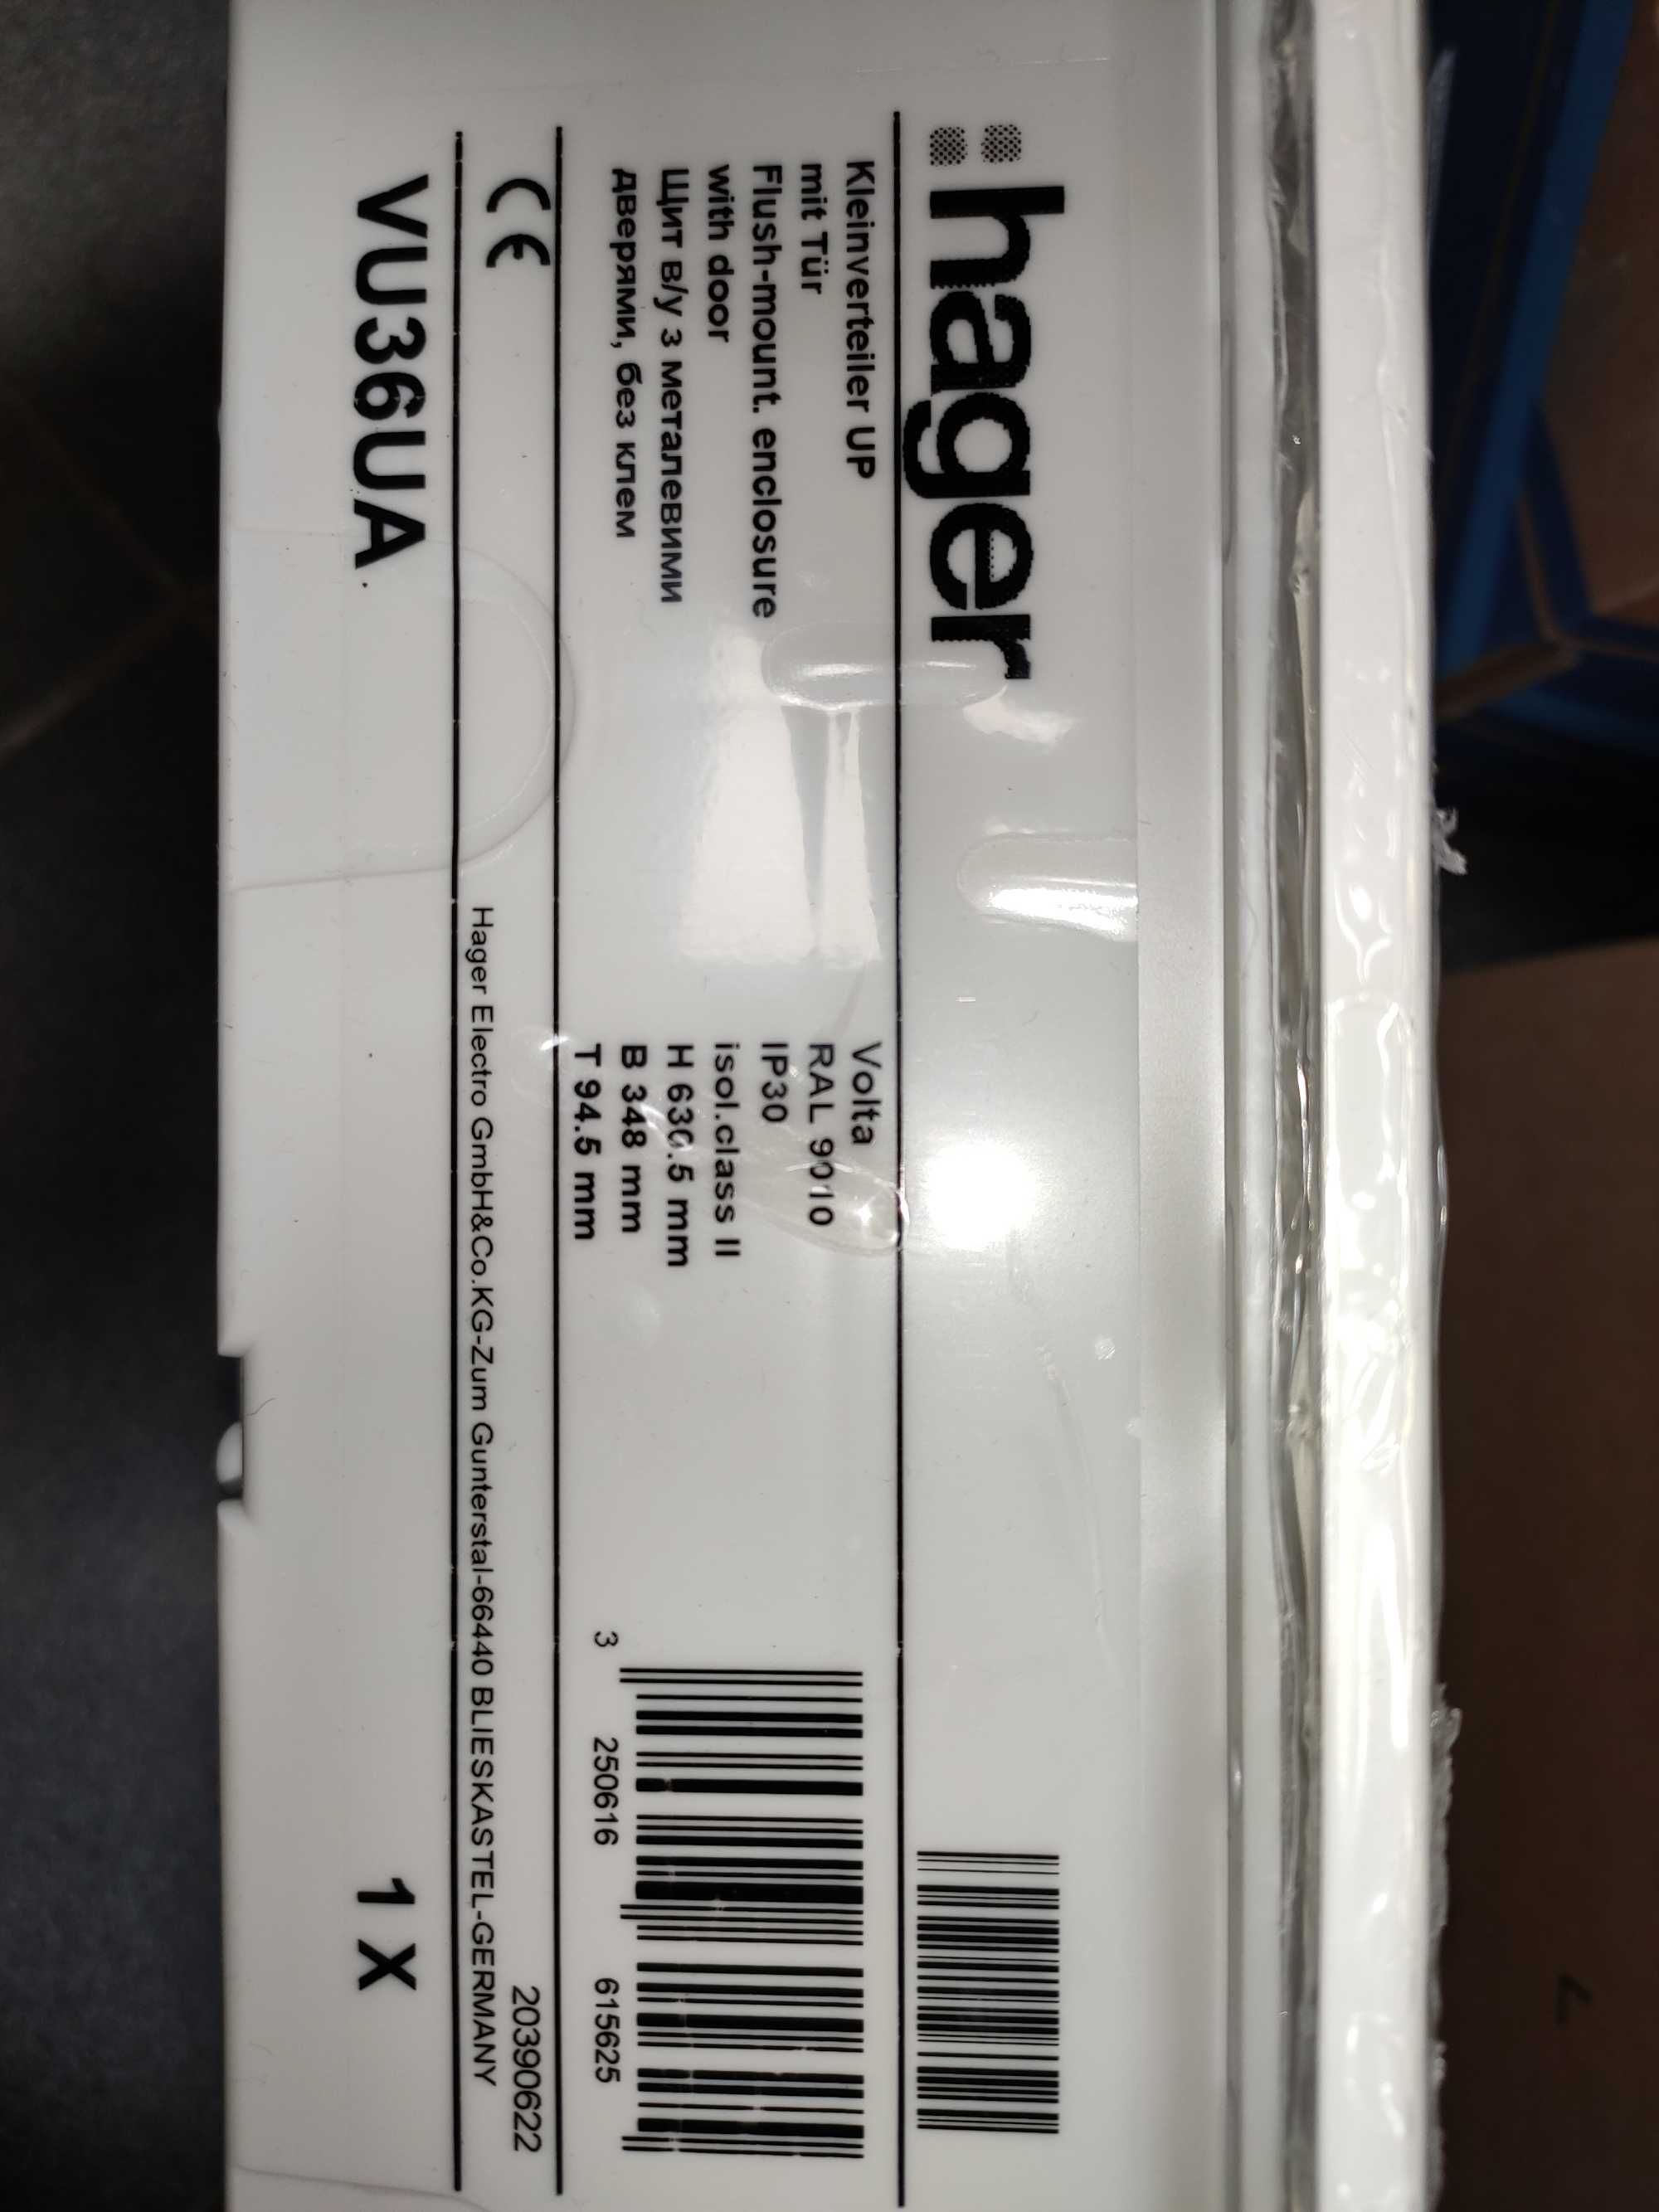 hager
Kleinverteiler UP
mit Tür
Flush-mount. enclosure
with door
Щит в/у з металевими
дверями, без клем
Volta
RAL 9010
IP30
isol.class II
H 630.5 mm
B 348 mm
T 94.5 mm
3 250616 615625
CE
20390622
Hager Electro GmbH&Co.KG-Zum Gunterstal-66440 BLIESKASTEL-GERMANY
VU36UA
1 X